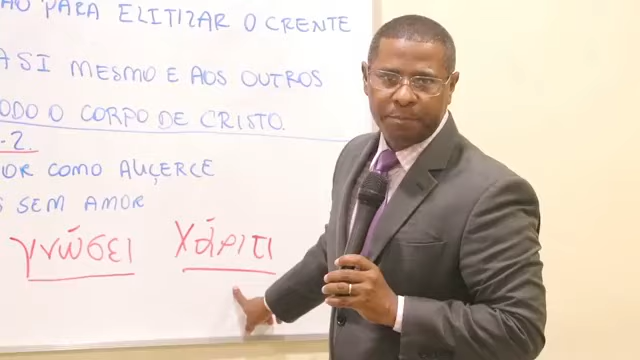 ÃO PARA ELITIZAR O CRENTE
A SI MESMO E AOS OUTROS
ODO O CORPO DE CRISTO.
-2.
OR COMO ALIÇERCE
S SEM AMOR
γνώσει χάριτι